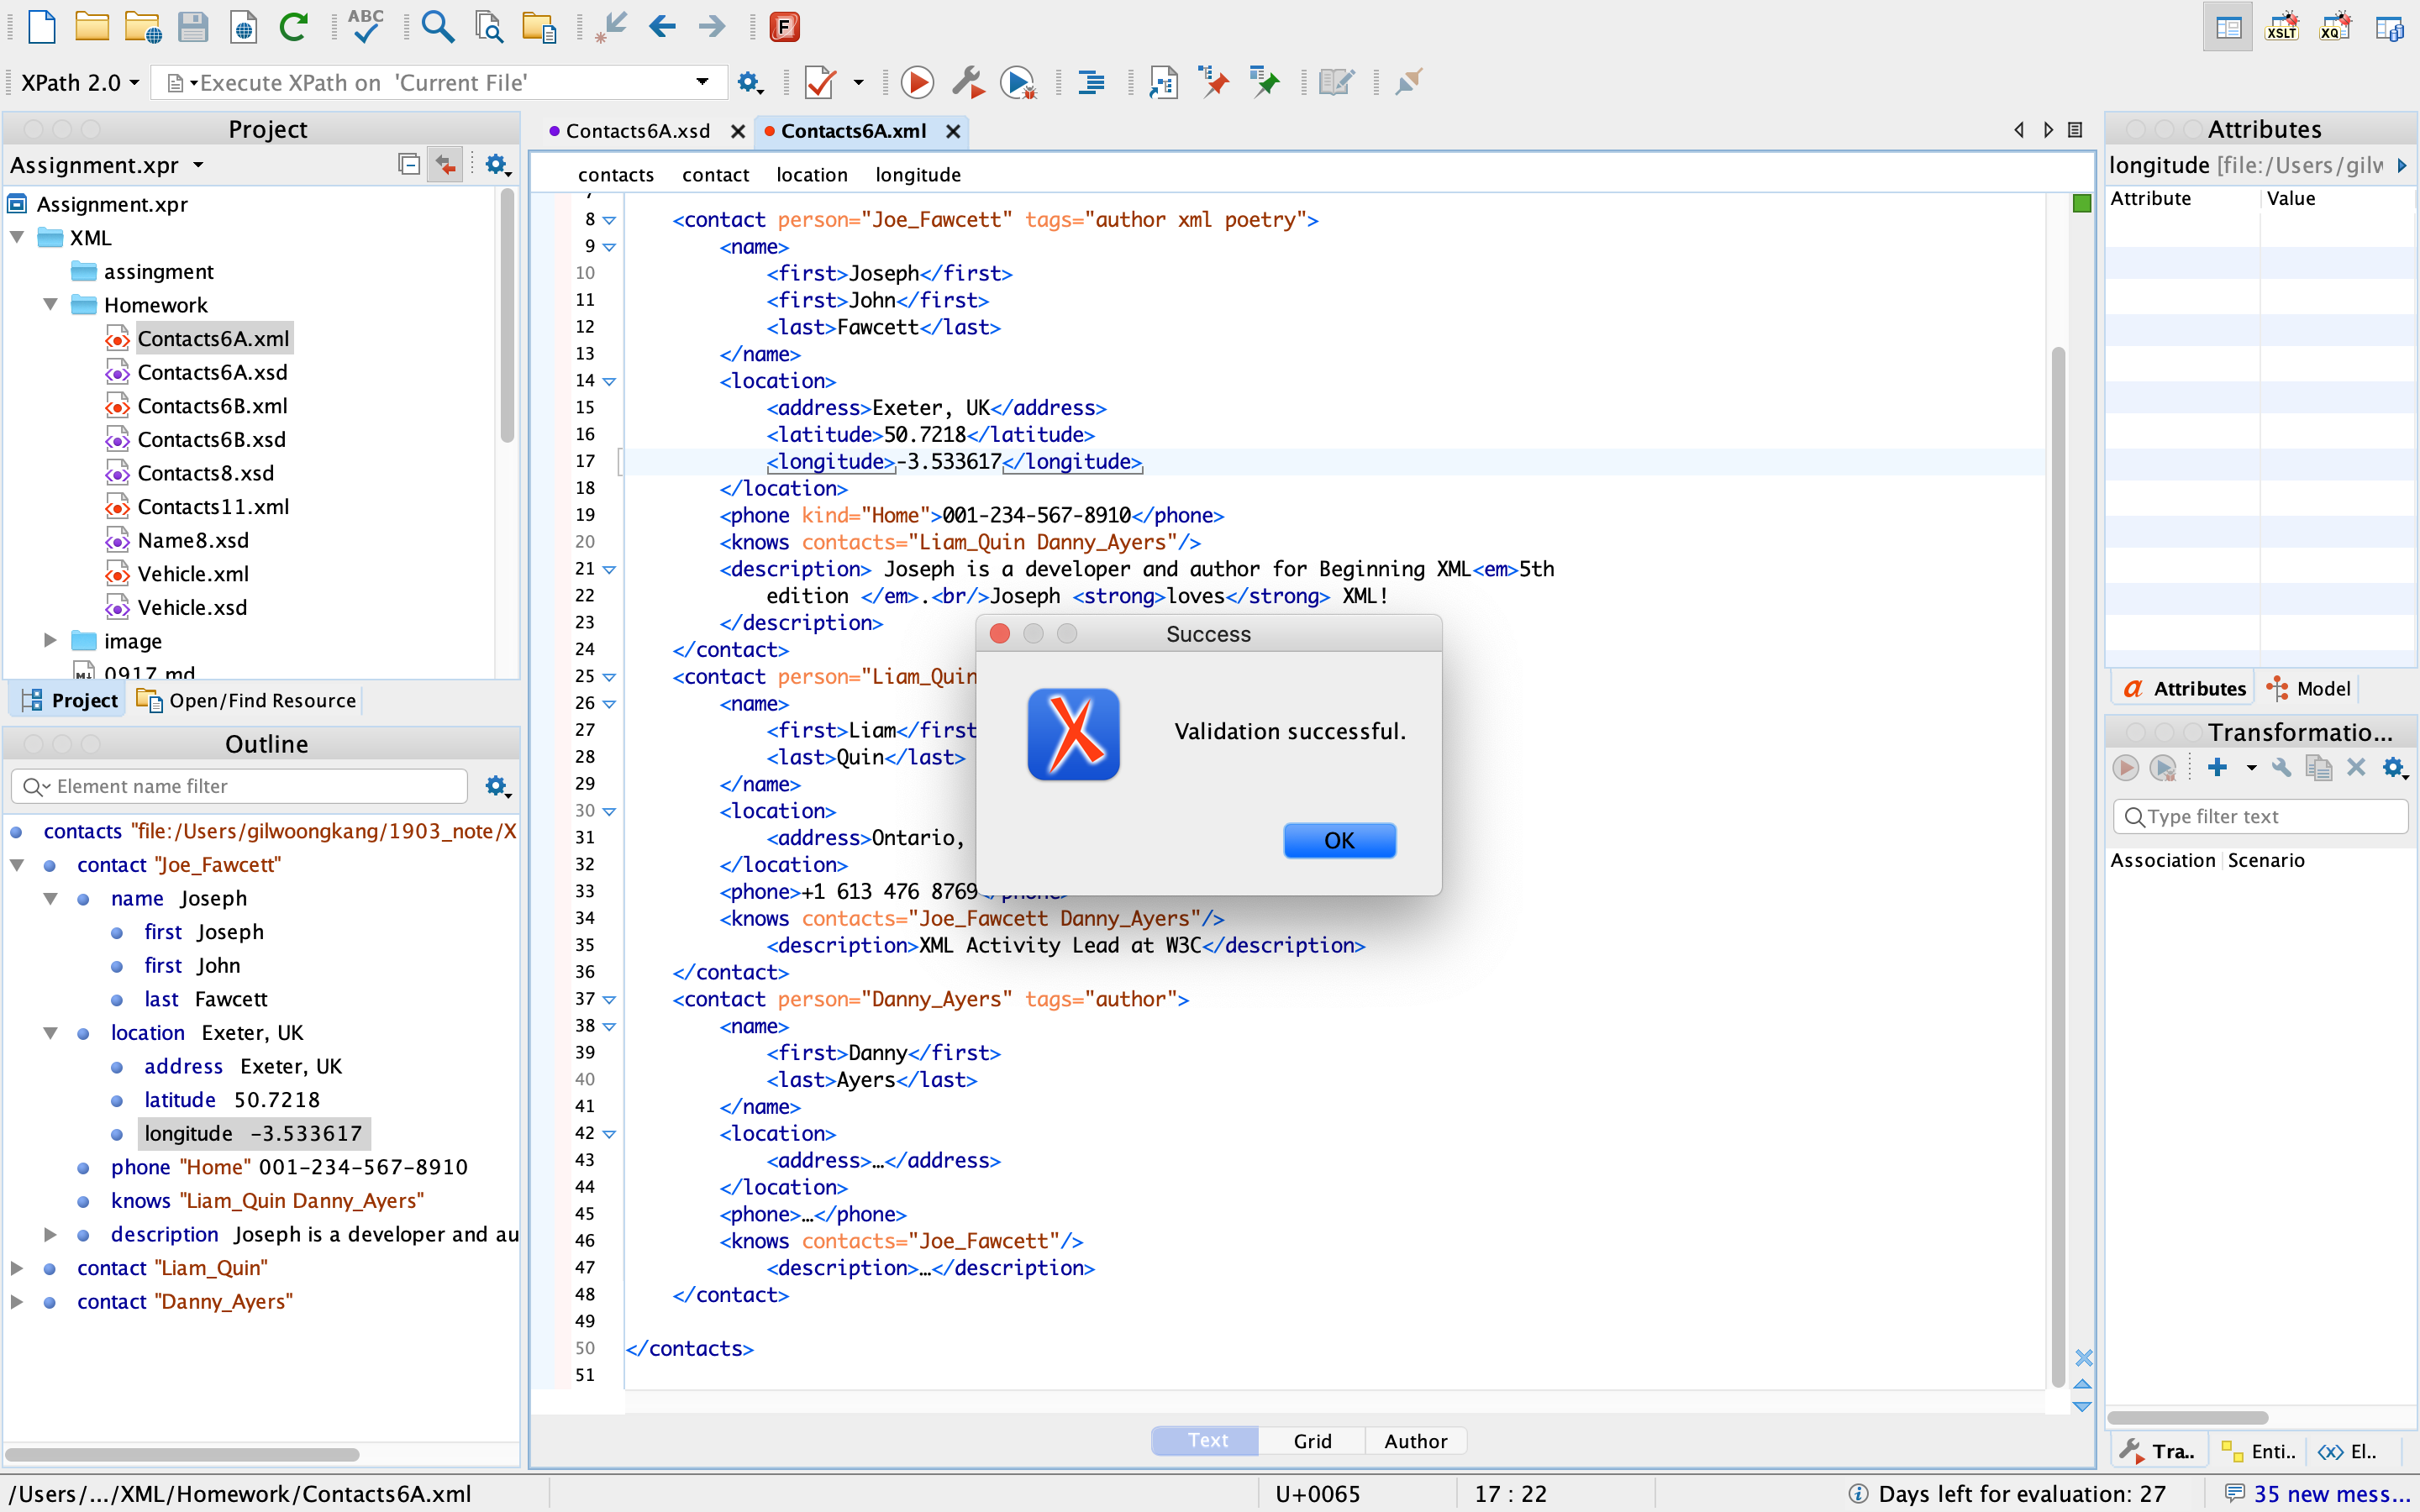 ABC
F
XSLT
XQ
XPath 2.0
Execute XPath on 'Current File'
Project
Assignment.xpr
Assignment.xpr
XML
assingment
Homework
Contacts6A.xml
Contacts6A.xsd
Contacts6B.xml
Contacts6B.xsd
Contacts8.xsd
Contacts11.xml
Name8.xsd
Vehicle.xml
Vehicle.xsd
image
0917.md
Project
Open/Find Resource
Outline
Element name filter
contacts "file:/Users/gilwoongkang/1903_note/X
contact "Joe_Fawcett"
name Joseph
first Joseph
first John
last Fawcett
location Exeter, UK
address Exeter, UK
latitude 50.7218
longitude -3.533617
phone "Home" 001-234-567-8910
knows "Liam_Quin Danny_Ayers"
description Joseph is a developer and au
contact "Liam_Quin"
contact "Danny_Ayers"
Contacts6A.xsd
Contacts6A.xml
contacts contact location longitude
7
8 <contact person="Joe_Fawcett" tags="author xml poetry">
9 <name>
10 <first>Joseph</first>
11 <first>John</first>
12 <last>Fawcett</last>
13 </name>
14 <location>
15 <address>Exeter, UK</address>
16 <latitude>50.7218</latitude>
17 <longitude>-3.533617</longitude>
18 </location>
19 <phone kind="Home">001-234-567-8910</phone>
20 <knows contacts="Liam_Quin Danny_Ayers"/>
21 <description> Joseph is a developer and author for Beginning XML<em>5th
22 edition </em>.<br/>Joseph <strong>loves</strong> XML!
23 </description>
24 </contact>
25 <contact person="Liam_Quin
26 <name>
27 <first>Liam</first
28 <last>Quin</last>
29 </name>
30 <location>
31 <address>Ontario,
32 </location>
33 <phone>+1 613 476 8769</phone>
34 <knows contacts="Joe_Fawcett Danny_Ayers"/>
35 <description>XML Activity Lead at W3C</description>
36 </contact>
37 <contact person="Danny_Ayers" tags="author">
38 <name>
39 <first>Danny</first>
40 <last>Ayers</last>
41 </name>
42 <location>
43 <address>…</address>
44 </location>
45 <phone>…</phone>
46 <knows contacts="Joe_Fawcett"/>
47 <description>…</description>
48 </contact>
49
50 </contacts>
51
Success
Validation successful.
OK
Text Grid Author
Attributes
longitude [file:/Users/gilw
Attribute Value
Attributes
Model
Transformatio...
Type filter text
Association Scenario
Tra..
Enti..
El..
/Users/.../XML/Homework/Contacts6A.xml
U+0065
17 : 22
Days left for evaluation: 27
35 new mess...